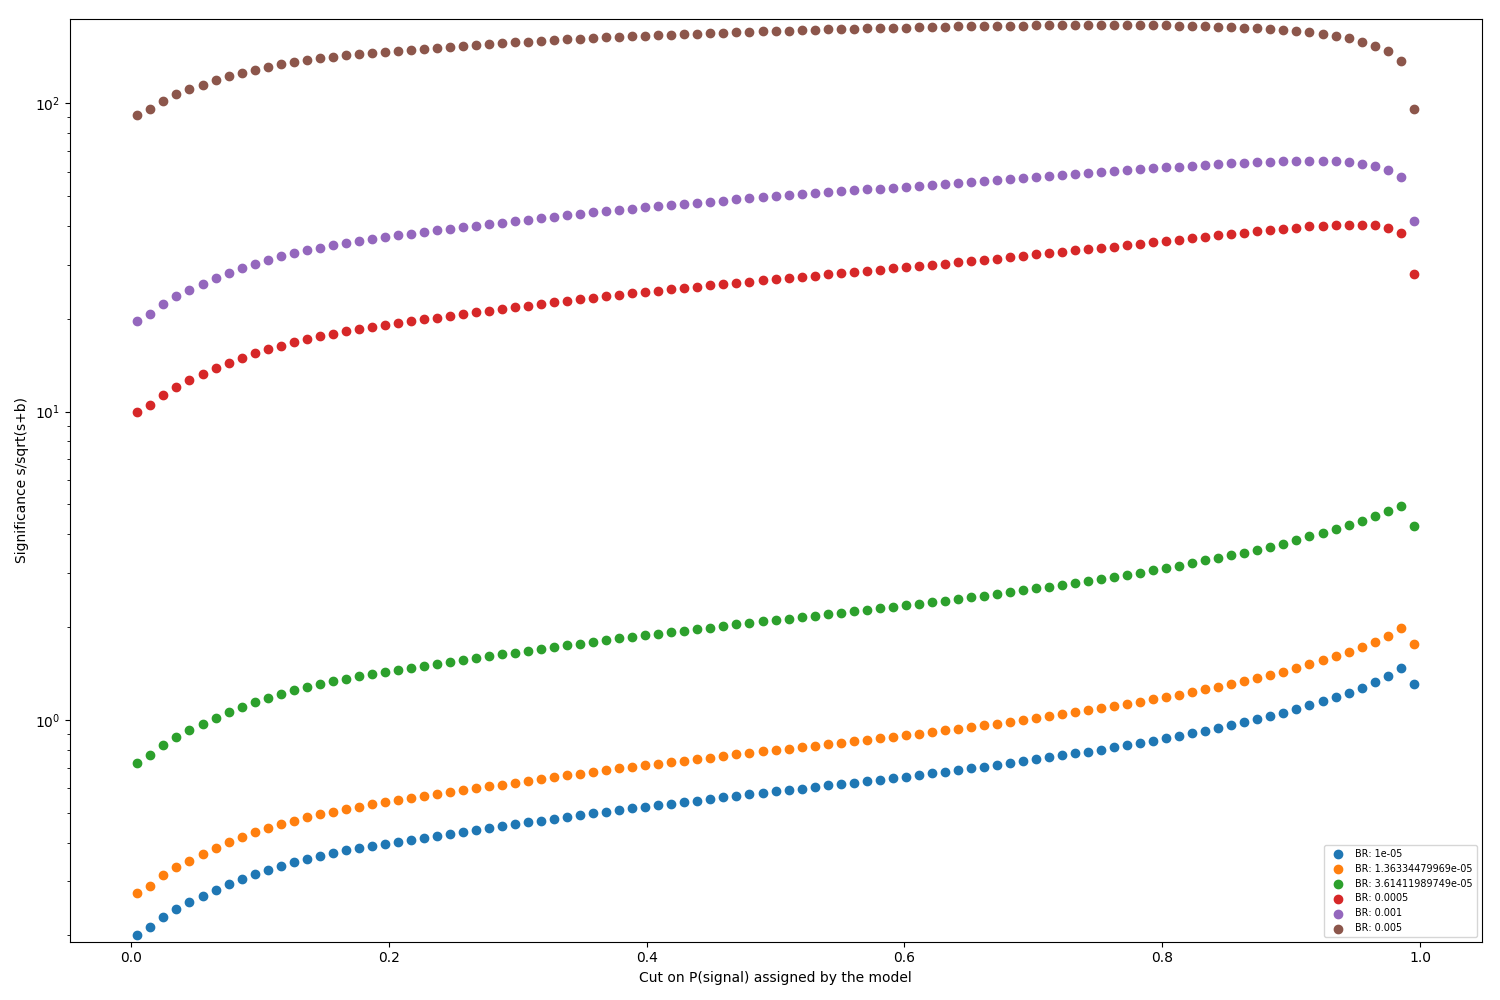 Significance s/sqrt(s+b)
10²
10¹
10⁰
BR: 1e-05
BR: 1.36334479969e-05
BR: 3.61411989749e-05
BR: 0.0005
BR: 0.001
BR: 0.005
0.0 0.2 0.4 0.6 0.8 1.0
Cut on P(signal) assigned by the model